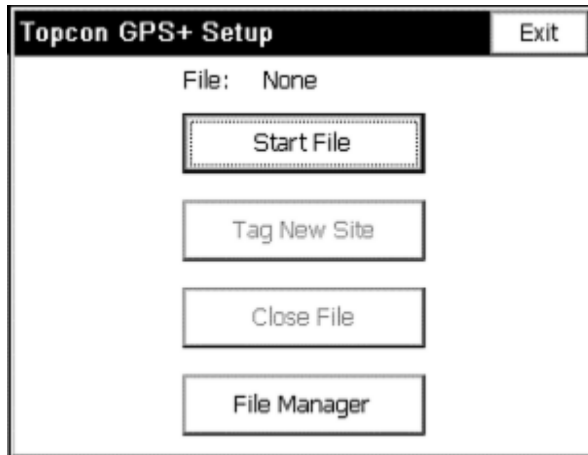 Topcon GPS+ Setup Exit
File: None
Start File
Tag New Site
Close File
File Manager